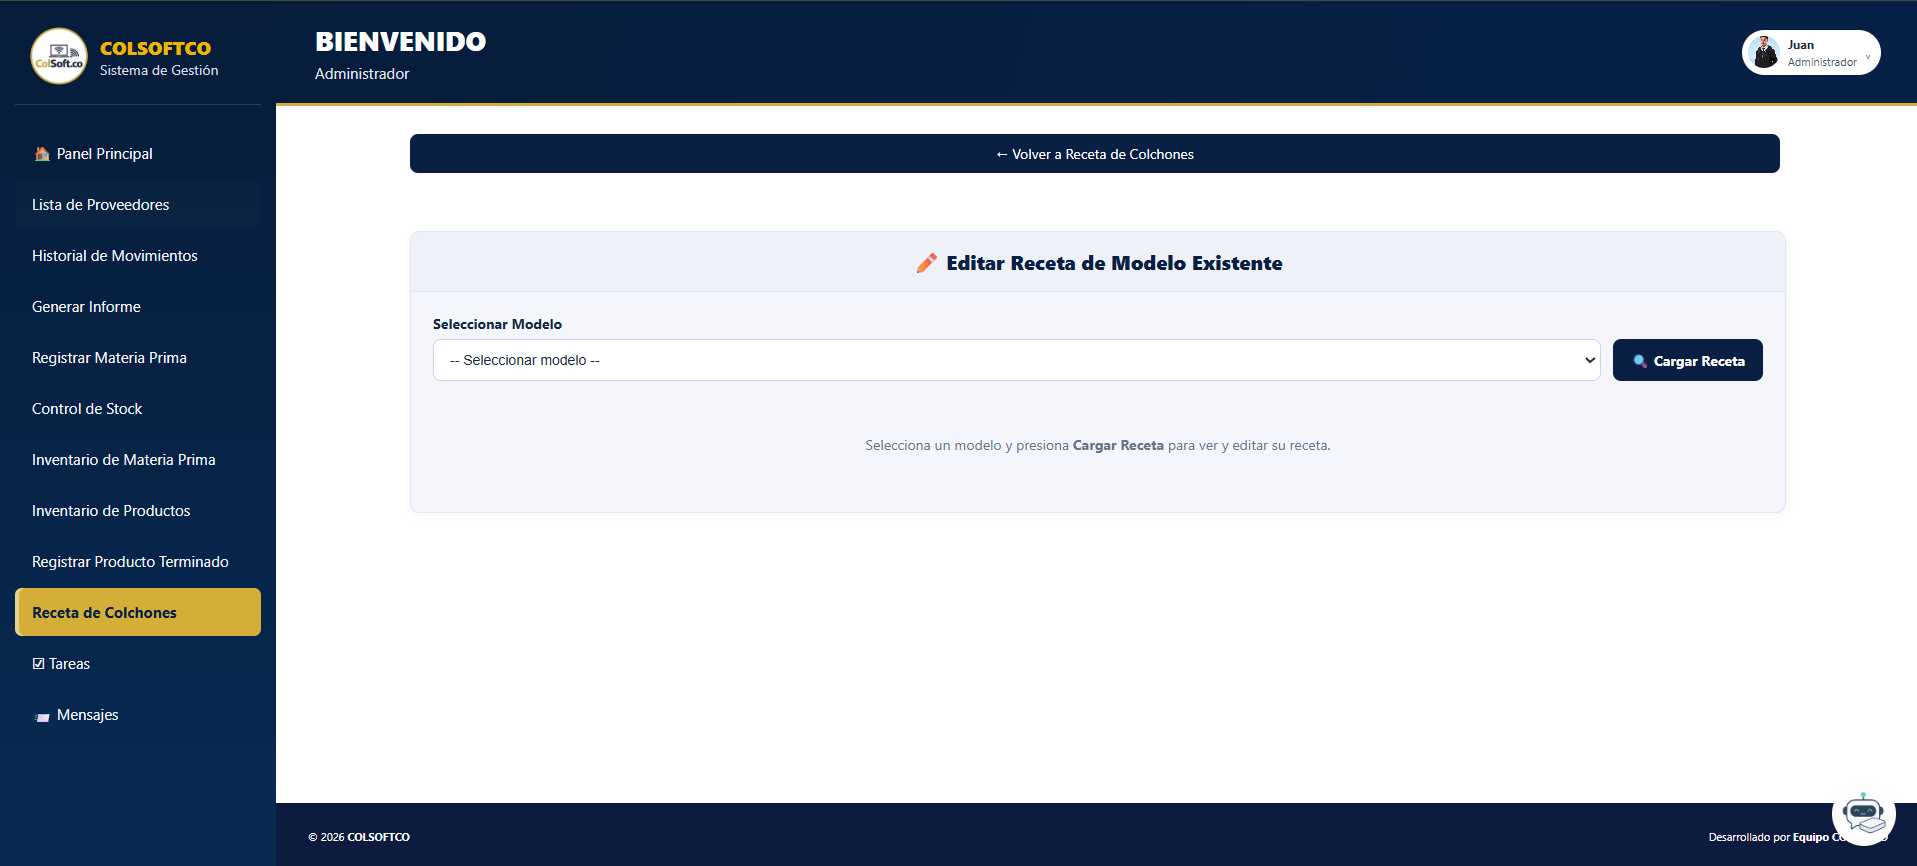 ColSoft.co
COLSOFTCO
Sistema de Gestión
BIENVENIDO
Administrador
Juan
Administrador
Panel Principal
Lista de Proveedores
Historial de Movimientos
Generar Informe
Registrar Materia Prima
Control de Stock
Inventario de Materia Prima
Inventario de Productos
Registrar Producto Terminado
Receta de Colchones
☑ Tareas
Mensajes
← Volver a Receta de Colchones
Editar Receta de Modelo Existente
Seleccionar Modelo
-- Seleccionar modelo --
Cargar Receta
Selecciona un modelo y presiona Cargar Receta para ver y editar su receta.
© 2026 COLSOFTCO
Desarrollado por Equipo